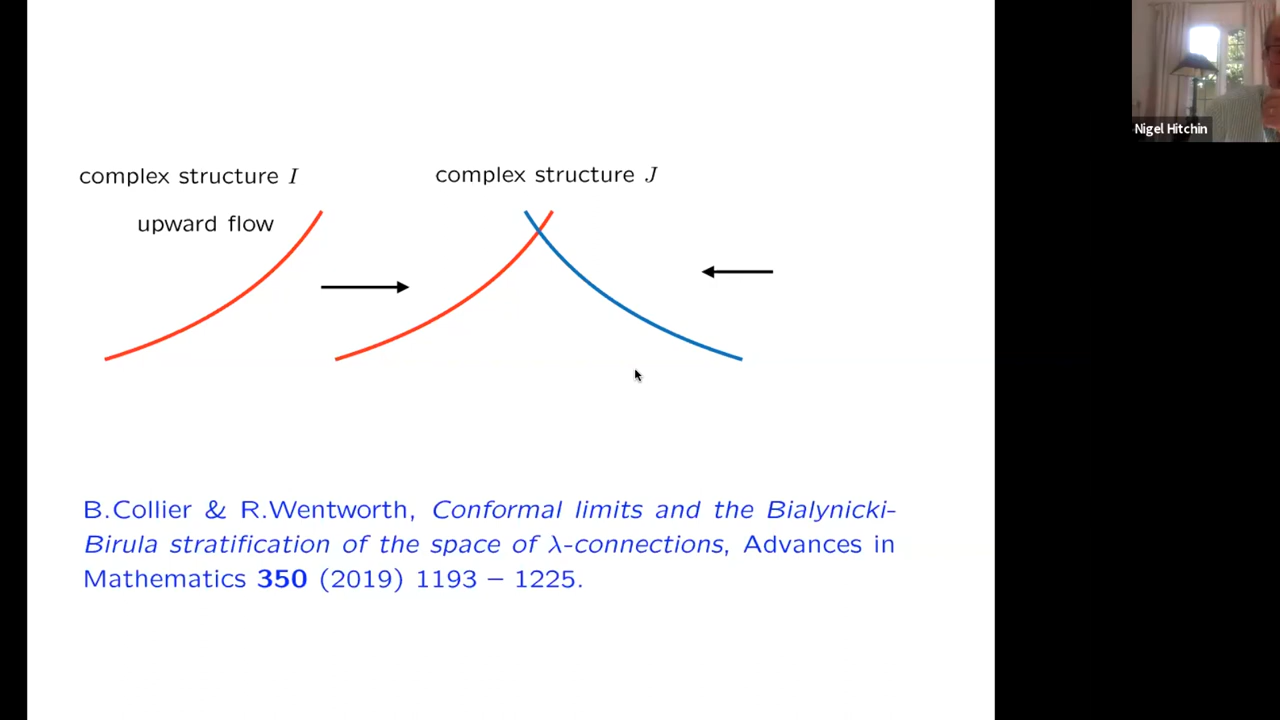 complex structure I
complex structure J
upward flow
B.Collier & R.Wentworth, Conformal limits and the Bialynicki-
Birula stratification of the space of λ-connections, Advances in
Mathematics 350 (2019) 1193 – 1225.
Nigel Hitchin